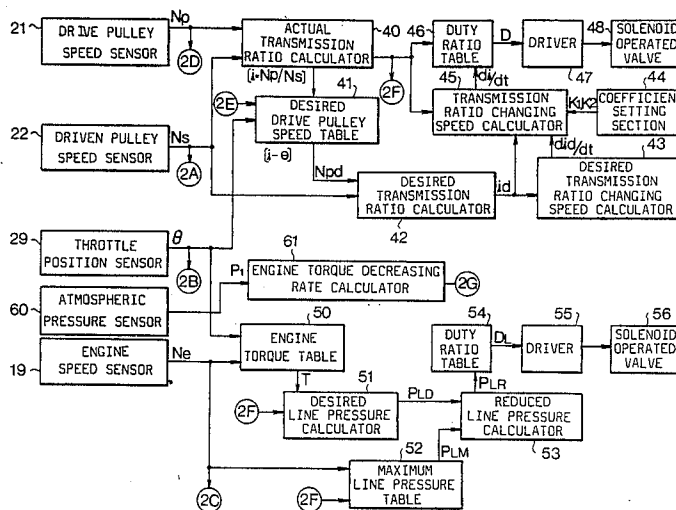 21
DRIVE PULLEY
SPEED SENSOR
Np
2D
ACTUAL
TRANSMISSION
RATIO CALCULATOR
40
[i=Np/Ns]
46
DUTY
RATIO
TABLE
D
DRIVER
47
48
SOLENOID
OPERATED
VALVE
2E
41
DESIRED
DRIVE PULLEY
SPEED TABLE
[i-θ]
2F
45
di/dt
TRANSMISSION
RATIO CHANGING
SPEED CALCULATOR
K1K2
44
COEFFICIENT
SETTING
SECTION
22
DRIVEN PULLEY
SPEED SENSOR
Ns
2A
Npd
DESIRED
TRANSMISSION
RATIO CALCULATOR
42
id
did/dt
43
DESIRED
TRANSMISSION
RATIO CHANGING
SPEED CALCULATOR
29
THROTTLE
POSITION SENSOR
θ
2B
60
ATMOSPHERIC
PRESSURE SENSOR
P1
61
ENGINE TORQUE DECREASING
RATE CALCULATOR
2G
19
ENGINE
SPEED SENSOR
Ne
2C
50
ENGINE
TORQUE TABLE
T
2F
51
DESIRED
LINE PRESSURE
CALCULATOR
PLD
54
DUTY
RATIO
TABLE
DL
55
DRIVER
56
SOLENOID
OPERATED
VALVE
PLR
REDUCED
LINE PRESSURE
CALCULATOR
53
PLM
52
MAXIMUM
LINE PRESSURE
TABLE
2F